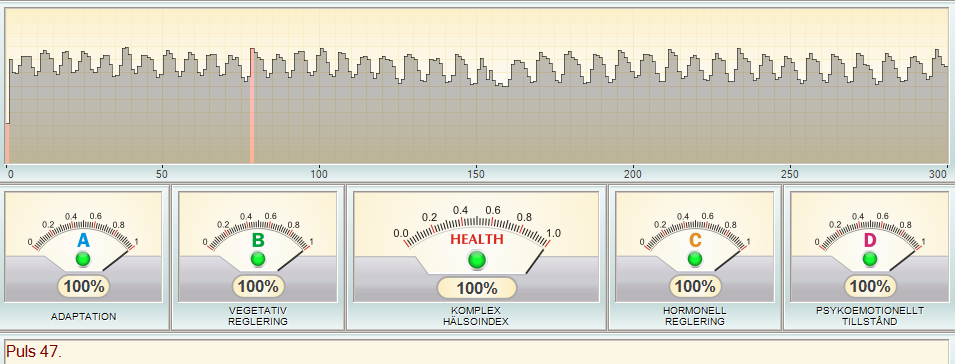 0 50 100 150 200 250 300
0 0.2 0.4 0.6 0.8 1
A
100%
ADAPTATION
0 0.2 0.4 0.6 0.8 1
B
100%
VEGETATIV
REGLERING
0.0 0.2 0.4 0.6 0.8 1.0
HEALTH
100%
KOMPLEX
HÄLSOINDEX
0 0.2 0.4 0.6 0.8 1
C
100%
HORMONELL
REGLERING
0 0.2 0.4 0.6 0.8 1
D
100%
PSYKOEMOTIONELLT
TILLSTÅND
Puls 47.